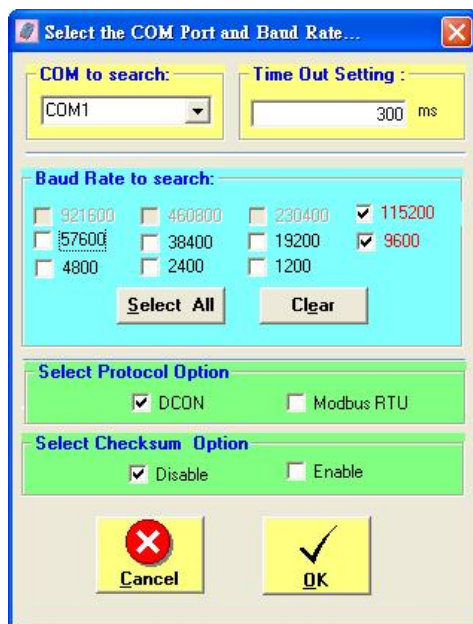 Select the COM Port and Baud Rate...
COM to search:
COM1
Time Out Setting :
300 ms
Baud Rate to search:
921600 460800 230400 115200
57600 38400 19200 9600
4800 2400 1200
Select All Clear
Select Protocol Option
DCON Modbus RTU
Select Checksum Option
Disable Enable
Cancel OK